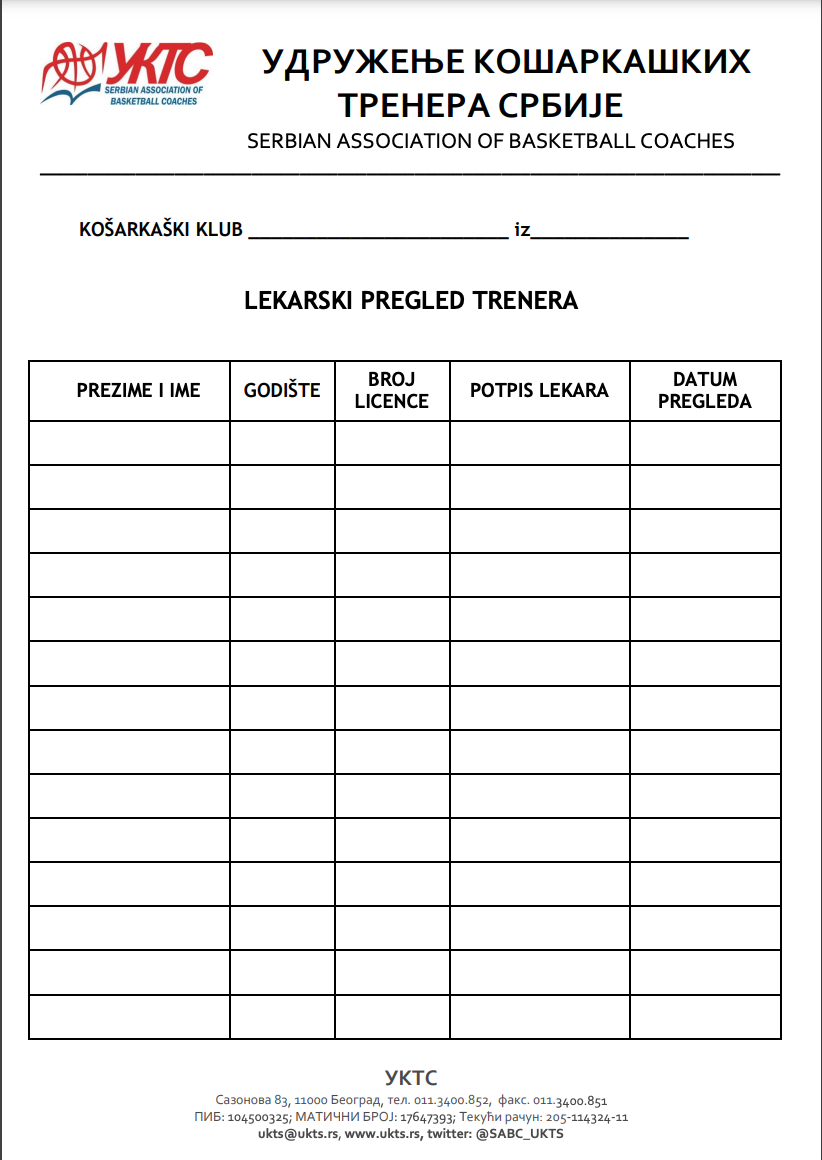 УКТС
SERBIAN ASSOCIATION OF
BASKETBALL COACHES
УДРУЖЕЊЕ КОШАРКАШКИХ
ТРЕНЕРА СРБИЈЕ
SERBIAN ASSOCIATION OF BASKETBALL COACHES
KOŠARKAŠKI KLUB _________________________ iz_______________
LEKARSKI PREGLED TRENERA
PREZIME I IME GODIŠTE BROJ LICENCE POTPIS LEKARA DATUM PREGLEDA
УКТС
Сазонова 83, 11000 Београд, тел. 011.3400.852, факс. 011.3400.851
ПИБ: 104500325; МАТИЧНИ БРОЈ: 17647393; Текући рачун: 205-114324-11
ukts@ukts.rs, www.ukts.rs, twitter: @SABC_UKTS